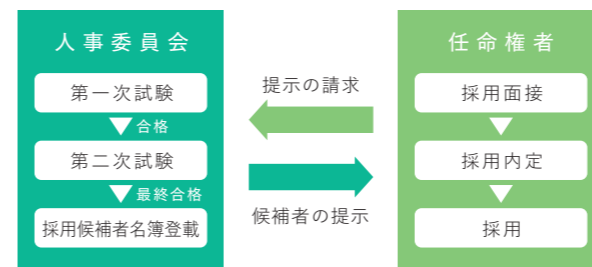 人事委員会
第一次試験
合格
第二次試験
最終合格
採用候補者名簿登載
提示の請求
候補者の提示
任命権者
採用面接
採用内定
採用